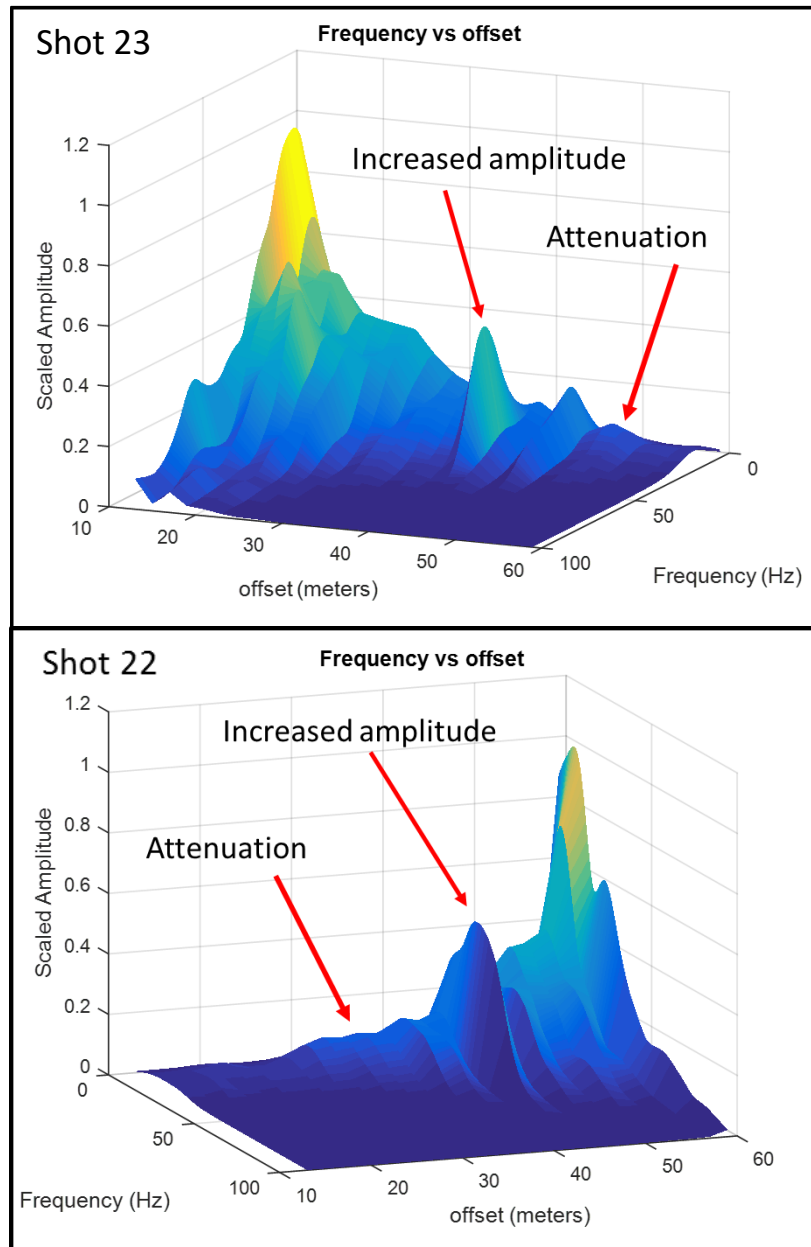 Shot 23
Frequency vs offset
Increased amplitude
Attenuation
Scaled Amplitude
1.2
1
0.8
0.6
0.4
0.2
0
10
20
30
40
50
60
100
50
0
offset (meters)
Frequency (Hz)
Shot 22
Frequency vs offset
Increased amplitude
Attenuation
Scaled Amplitude
1.2
1
0.8
0.6
0.4
0.2
0
0
50
100
10
20
30
40
50
60
Frequency (Hz)
offset (meters)